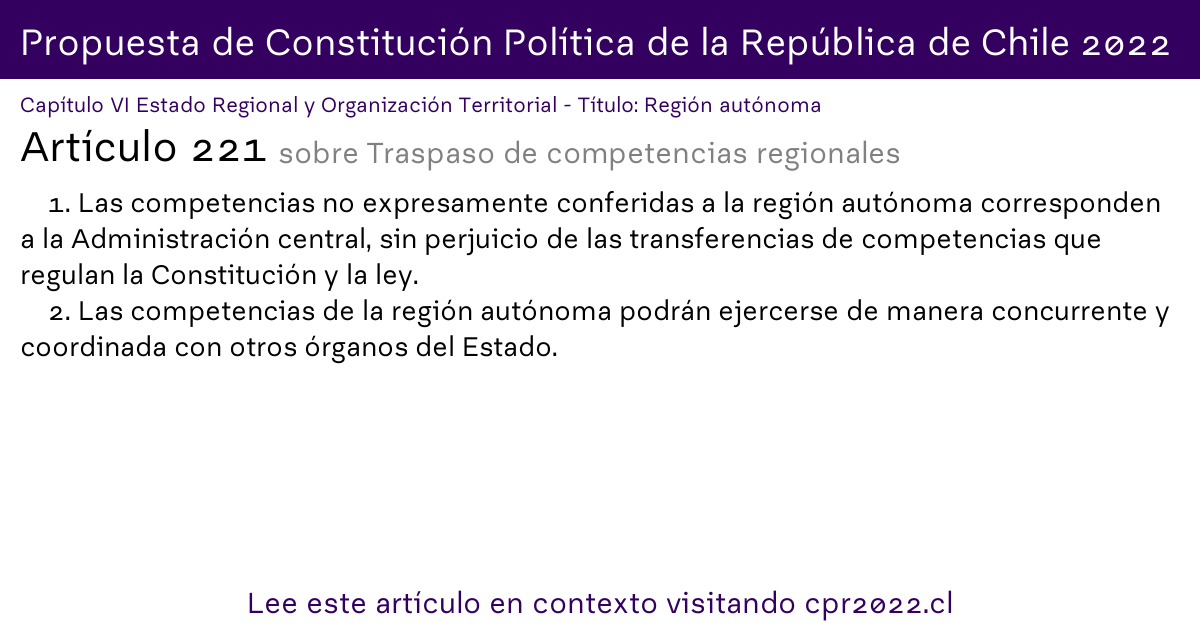 Propuesta de Constitución Política de la República de Chile 2022
Capítulo VI Estado Regional y Organización Territorial - Título: Región autónoma
Artículo 221 sobre Traspaso de competencias regionales
1. Las competencias no expresamente conferidas a la región autónoma corresponden
a la Administración central, sin perjuicio de las transferencias de competencias que
regulan la Constitución y la ley.
2. Las competencias de la región autónoma podrán ejercerse de manera concurrente y
coordinada con otros órganos del Estado.
Lee este artículo en contexto visitando cpr2022.cl